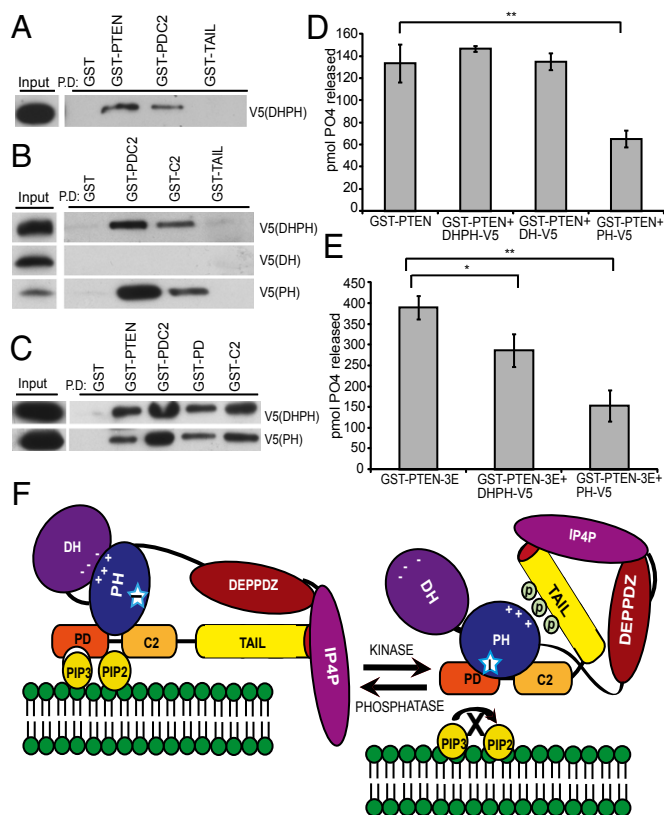 A
Input
P.D:
GST
GST-PTEN
GST-PDC2
GST-TAIL
V5(DHPH)
B
Input
P.D:
GST
GST-PDC2
GST-C2
GST-TAIL
V5(DHPH)
V5(DH)
V5(PH)
C
Input
P.D:
GST
GST-PTEN
GST-PDC2
GST-PD
GST-C2
V5(DHPH)
V5(PH)
D
pmol PO4 released
160
140
120
100
80
60
40
20
0
**
GST-PTEN
GST-PTEN+
DHPH-V5
GST-PTEN+
DH-V5
GST-PTEN+
PH-V5
E
pmol PO4 released
450
400
350
300
250
200
150
100
50
0
**
*
GST-PTEN-3E
GST-PTEN-3E+
DHPH-V5
GST-PTEN-3E+
PH-V5
F
DH
- - -
+ + + +
PH
DEPPDZ
PD
C2
TAIL
IP4P
PIP3
PIP2
KINASE
PHOSPHATASE
DH
- - -
IP4P
TAIL
DEPPDZ
p
p
p
+ + +
PH
PD
C2
X
PIP3
PIP2